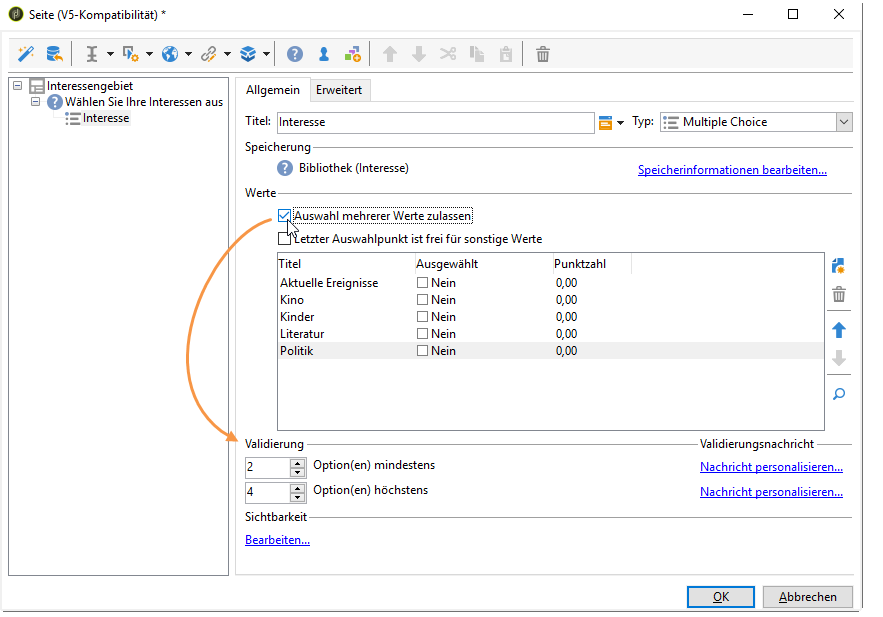 Seite (V5-Kompatibilität) *
Interessengebiet
Wählen Sie Ihre Interessen aus
Interesse
Allgemein Erweitert
Titel: Interesse Typ: Multiple Choice
Speicherung
Bibliothek (Interesse) Speicherinformationen bearbeiten...
Werte
Auswahl mehrerer Werte zulassen
Letzter Auswahlpunkt ist frei für sonstige Werte
Titel Ausgewählt Punktzahl
Aktuelle Ereignisse Nein 0,00
Kino Nein 0,00
Kinder Nein 0,00
Literatur Nein 0,00
Politik Nein 0,00
Validierung Validierungsnachricht
2 Option(en) mindestens Nachricht personalisieren...
4 Option(en) höchstens Nachricht personalisieren...
Sichtbarkeit
Bearbeiten...
OK Abbrechen